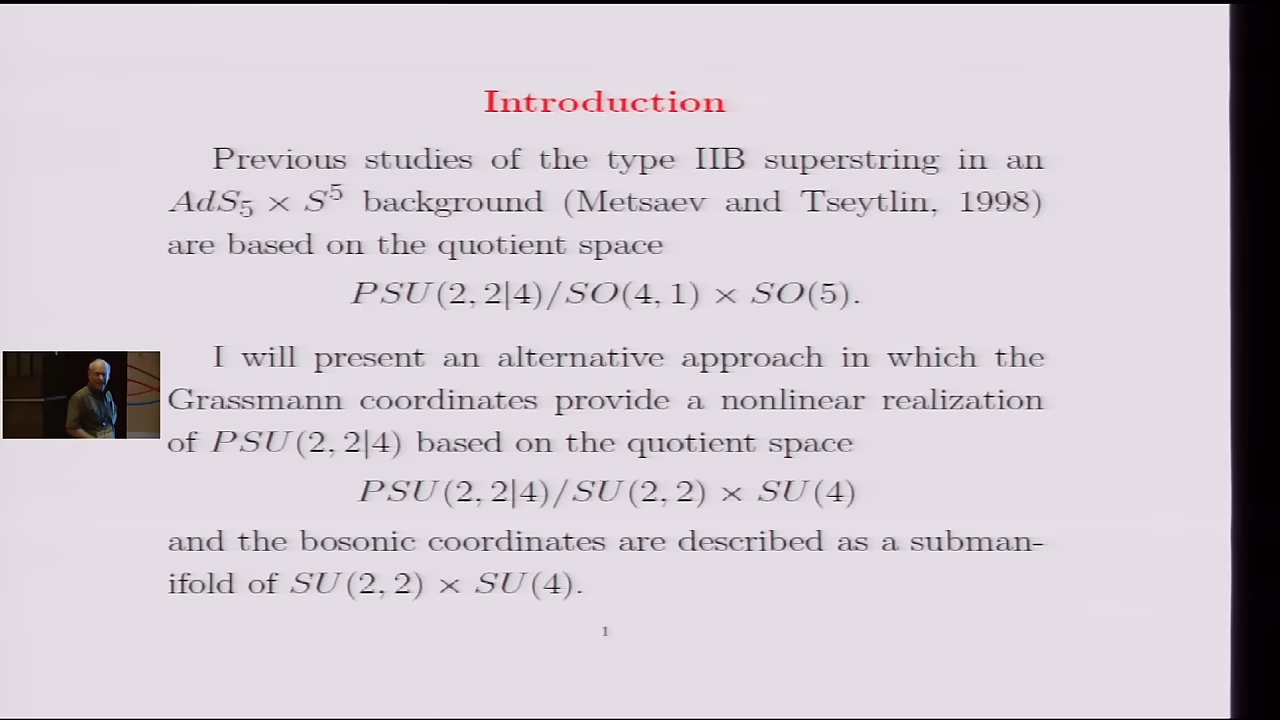 Introduction
Previous studies of the type IIB superstring in an
AdS₅ × S⁵ background (Metsaev and Tseytlin, 1998)
are based on the quotient space
PSU(2, 2|4)/SO(4, 1) × SO(5).
I will present an alternative approach in which the
Grassmann coordinates provide a nonlinear realization
of PSU(2, 2|4) based on the quotient space
PSU(2, 2|4)/SU(2, 2) × SU(4)
and the bosonic coordinates are described as a subman-
ifold of SU(2, 2) × SU(4).
1